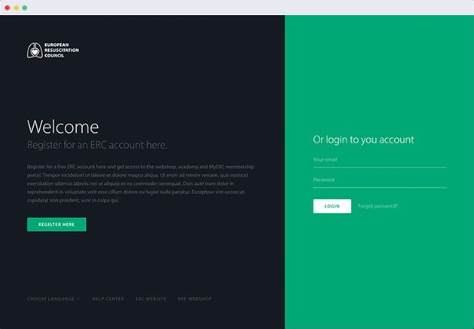 EUROPEAN
RESUSCITATION
COUNCIL
Welcome
Register for an ERC account here.
Register for a free ERC account here and get access to the webshop, academy and MyERC membership
portal. Tempor incididunt ut labore et dolore magna aliqua. Ut enim ad minim veniam, quis nostrud
exercitation ullamco laboris nisi ut aliquip ex ea commodo consequat. Duis aute irure dolor in
reprehenderit in voluptate velit esse cillum dolore eu fugiat nulla pariatur. Excepteur sint occaecat
cupidatat non proident, sunt in culpa qui.
REGISTER HERE
Or login to you account
Your email
Password
LOGIN
Forgot password?
CHOOSE LANGUAGE
HELP CENTER
ERC WEBSITE
ERC WEBSHOP